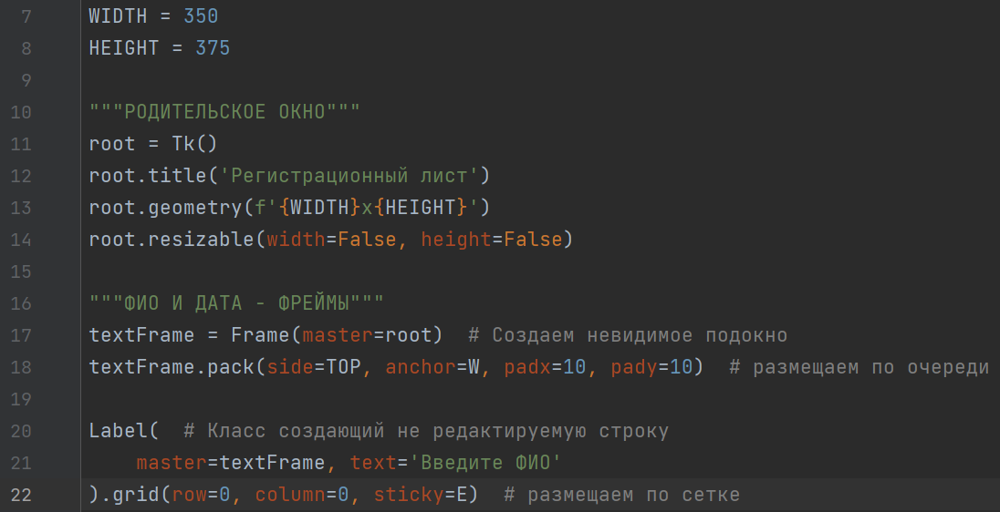 7 WIDTH = 350
8 HEIGHT = 375
9
10 """РОДИТЕЛЬСКОЕ ОКНО"""
11 root = Tk()
12 root.title('Регистрационный лист')
13 root.geometry(f'{WIDTH}x{HEIGHT}')
14 root.resizable(width=False, height=False)
15
16 """ФИО И ДАТА - ФРЕЙМЫ"""
17 textFrame = Frame(master=root)  # Создаем невидимое подокно
18 textFrame.pack(side=TOP, anchor=W, padx=10, pady=10)  # размещаем по очереди
19
20 Label(  # Класс создающий не редактируемую строку
21     master=textFrame, text='Введите ФИО'
22 ).grid(row=0, column=0, sticky=E)  # размещаем по сетке